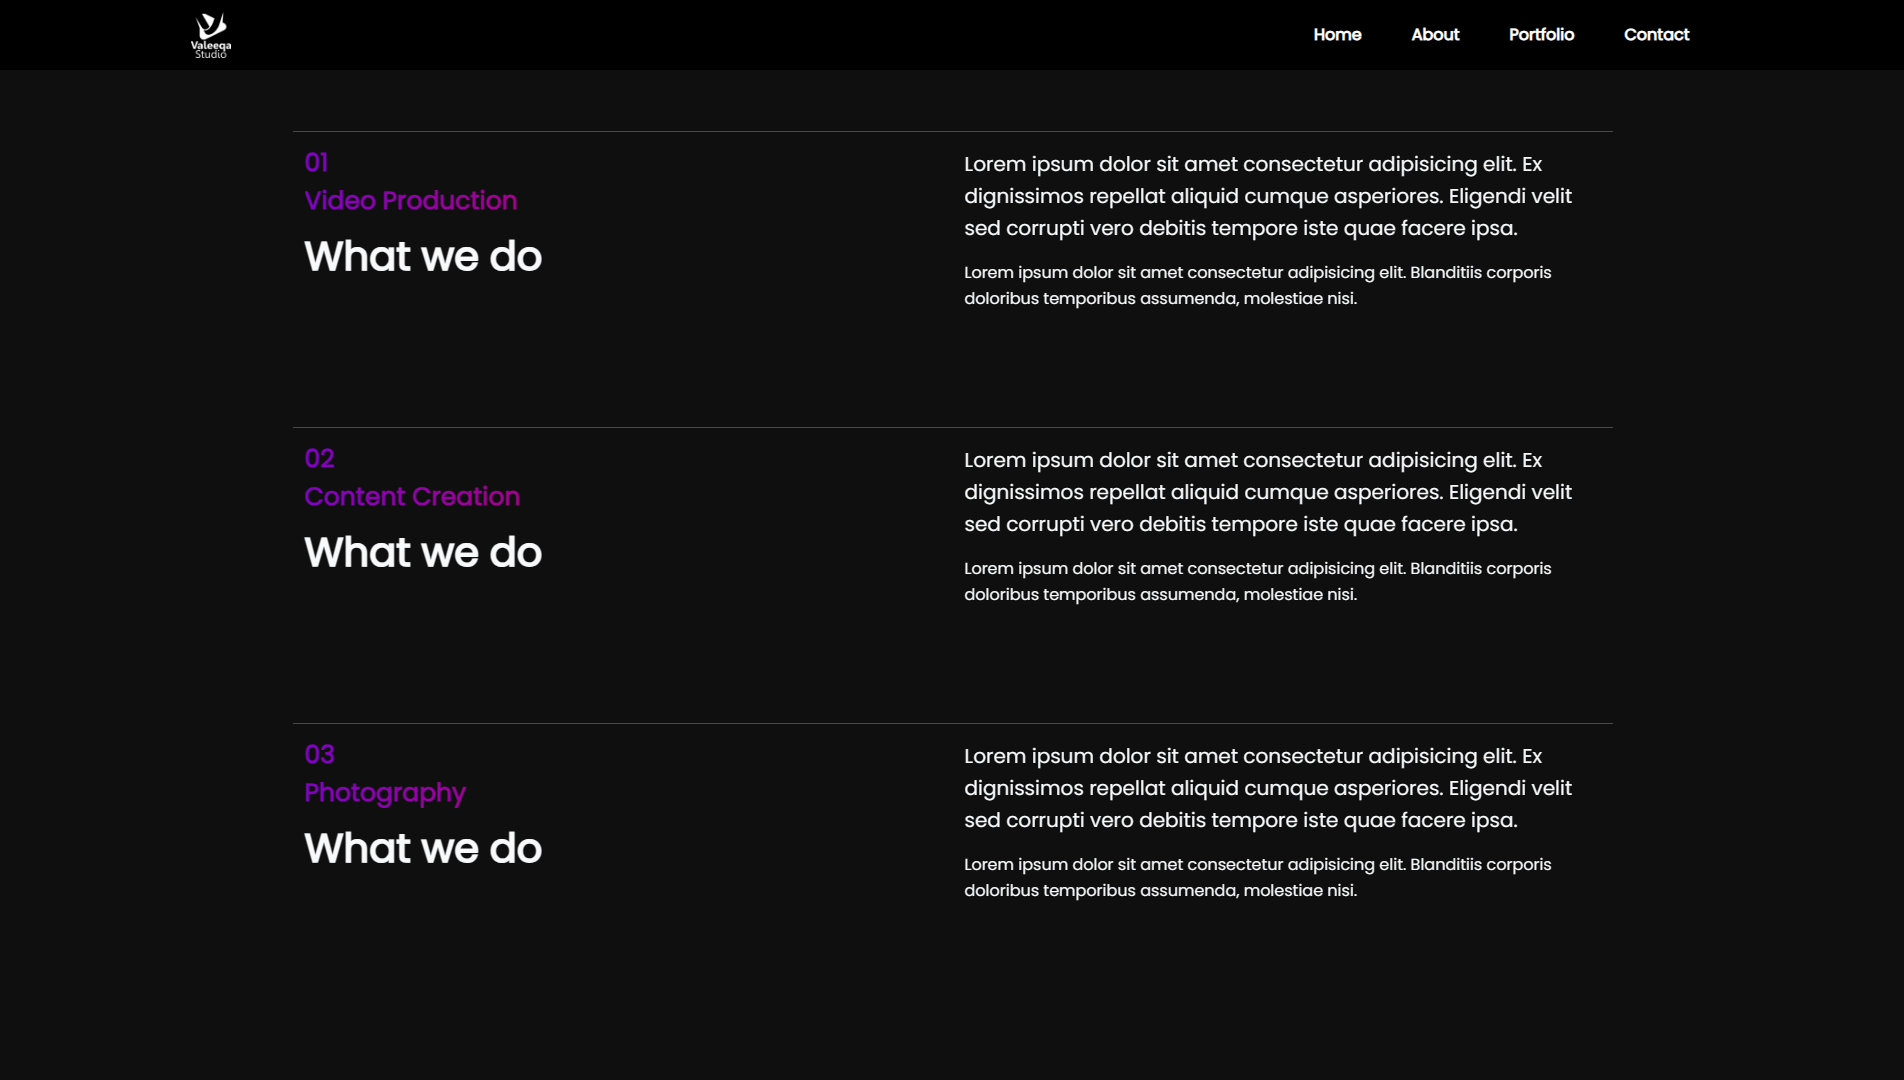 Valeeqa
Studio
Home
About
Portfolio
Contact
01
Video Production
What we do
Lorem ipsum dolor sit amet consectetur adipisicing elit. Ex
dignissimos repellat aliquid cumque asperiores. Eligendi velit
sed corrupti vero debitis tempore iste quae facere ipsa.
Lorem ipsum dolor sit amet consectetur adipisicing elit. Blanditiis corporis
doloribus temporibus assumenda, molestiae nisi.
02
Content Creation
What we do
Lorem ipsum dolor sit amet consectetur adipisicing elit. Ex
dignissimos repellat aliquid cumque asperiores. Eligendi velit
sed corrupti vero debitis tempore iste quae facere ipsa.
Lorem ipsum dolor sit amet consectetur adipisicing elit. Blanditiis corporis
doloribus temporibus assumenda, molestiae nisi.
03
Photography
What we do
Lorem ipsum dolor sit amet consectetur adipisicing elit. Ex
dignissimos repellat aliquid cumque asperiores. Eligendi velit
sed corrupti vero debitis tempore iste quae facere ipsa.
Lorem ipsum dolor sit amet consectetur adipisicing elit. Blanditiis corporis
doloribus temporibus assumenda, molestiae nisi.